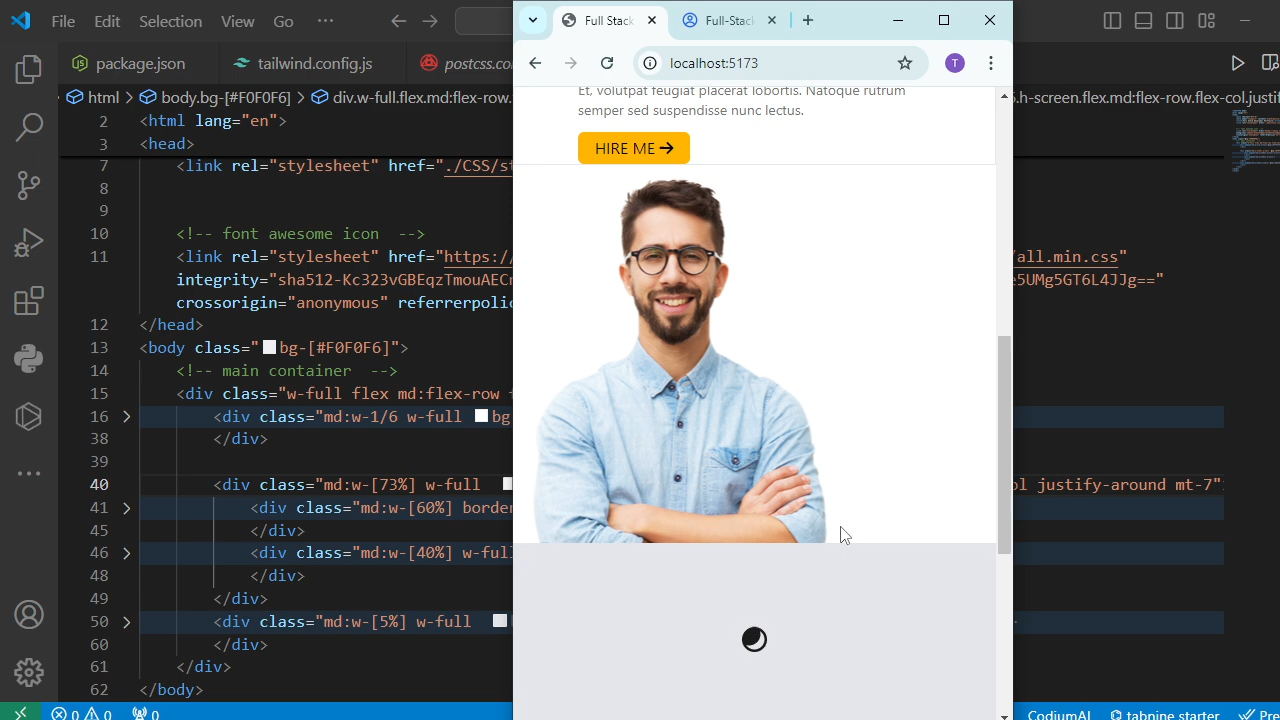 File Edit Selection View Go ···
Full Stack
Full-Stack
package.json
tailwind.config.js
postcss.co
localhost:5173
html > body.bg-[#F0F0F6] > div.w-full.flex.md:flex-row.
.h-screen.flex.md:flex-row.flex-col.justif
2 <html lang="en">
3 <head>
7 <link rel="stylesheet" href="./CSS/st
8
9
10 <!-- font awesome icon -->
11 <link rel="stylesheet" href="https:/
/all.min.css"
integrity="sha512-Kc323vGBEqzTmouAECn
e5UMg5GT6L4JJg=="
crossorigin="anonymous" referrerpolic
12 </head>
13 <body class="bg-[#F0F0F6]">
14 <!-- main container -->
15 <div class="w-full flex md:flex-row
16 <div class="md:w-1/6 w-full bg
38 </div>
39
40 <div class="md:w-[73%] w-full
ol justify-around mt-7"
41 <div class="md:w-[60%] border
45 </div>
46 <div class="md:w-[40%] w-full
48 </div>
49 </div>
50 <div class="md:w-[5%] w-full
60 </div>
61 </div>
62 </body>
Et, volutpat feugiat placerat lobortis. Natoque rutrum
semper sed suspendisse nunc lectus.
HIRE ME
T
0 0 0
CodiumAI
tabnine starter
Pre